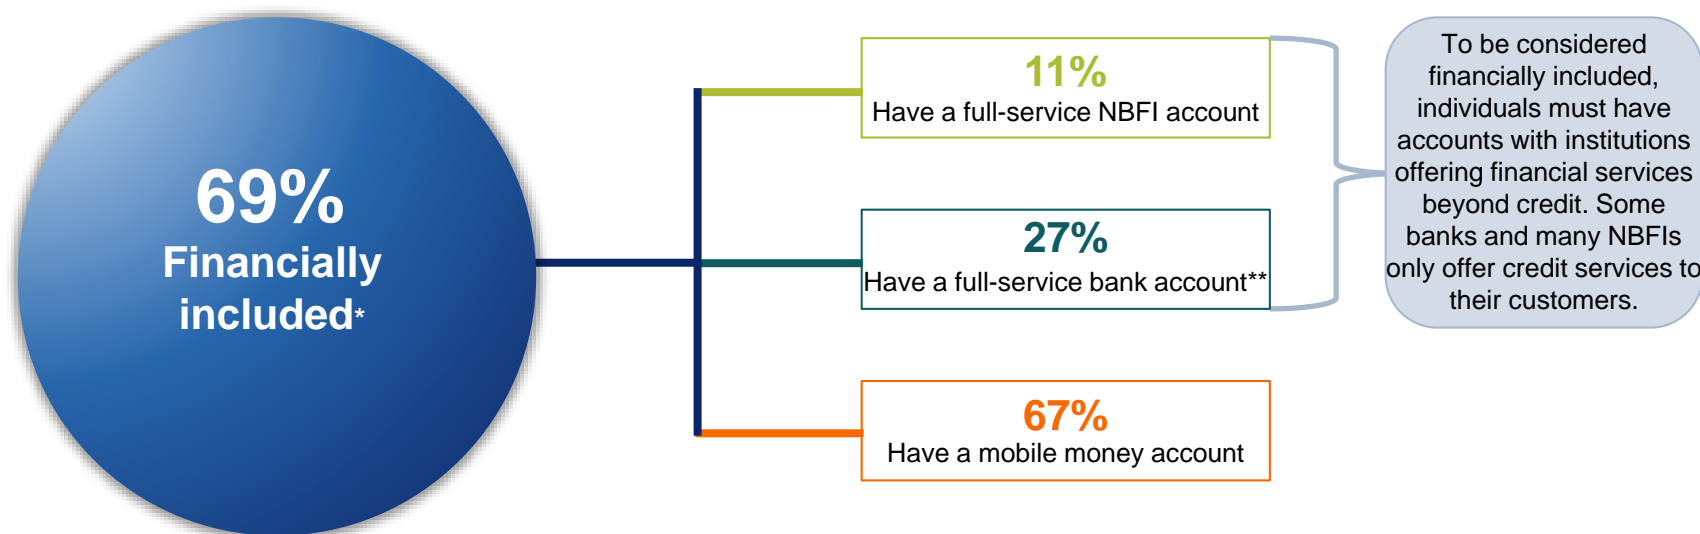 69%
Financially
included*
11%
Have a full-service NBFI account
27%
Have a full-service bank account**
67%
Have a mobile money account
To be considered
financially included,
individuals must have
accounts with institutions
offering financial services
beyond credit. Some
banks and many NBFIs
only offer credit services to
their customers.